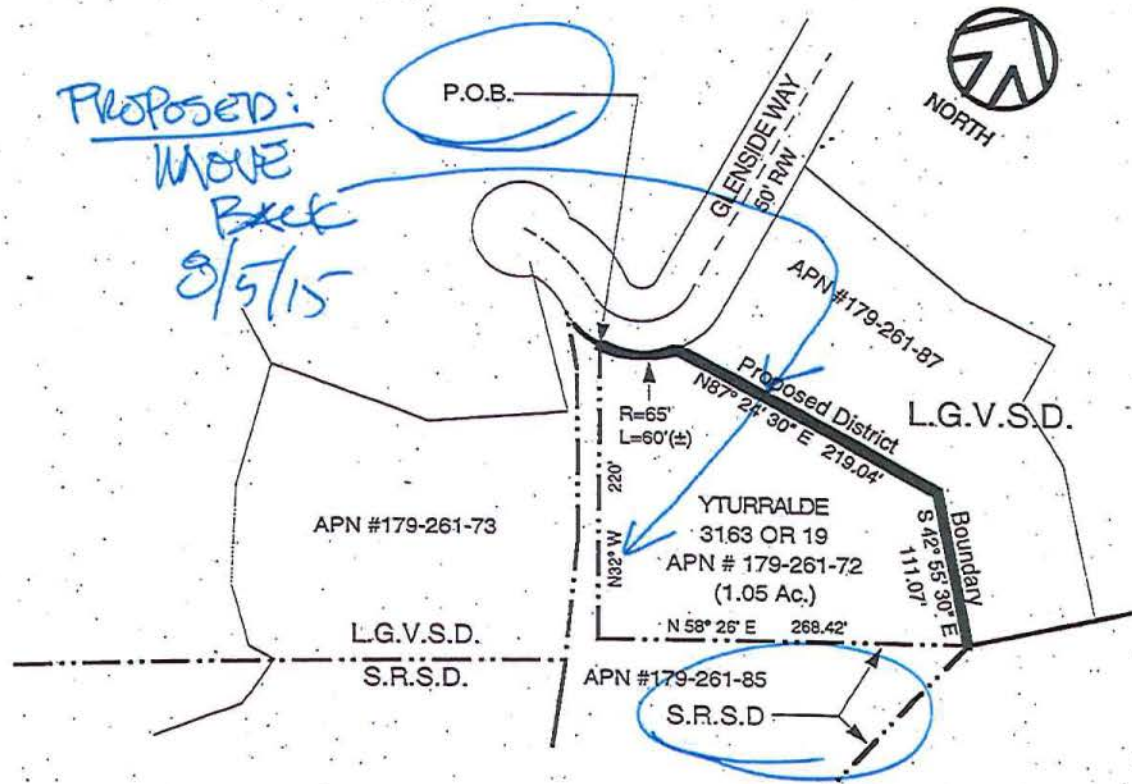 PROPOSED:
MOVE
BACK
8/5/15
P.O.B.
NORTH
GLENSIDE WAY
50' R/W
APN #179-261-87
Proposed District
N87° 24' 30" E 219.04'
L.G.V.S.D.
R=65'
L=60'(±)
220'
N32° W
APN #179-261-73
YTURRALDE
3163 OR 19
APN # 179-261-72
(1.05 Ac.)
Boundary
S 42° 55' 30" E
111.07'
N 58° 26' E 268.42'
L.G.V.S.D.
S.R.S.D.
APN #179-261-85
S.R.S.D